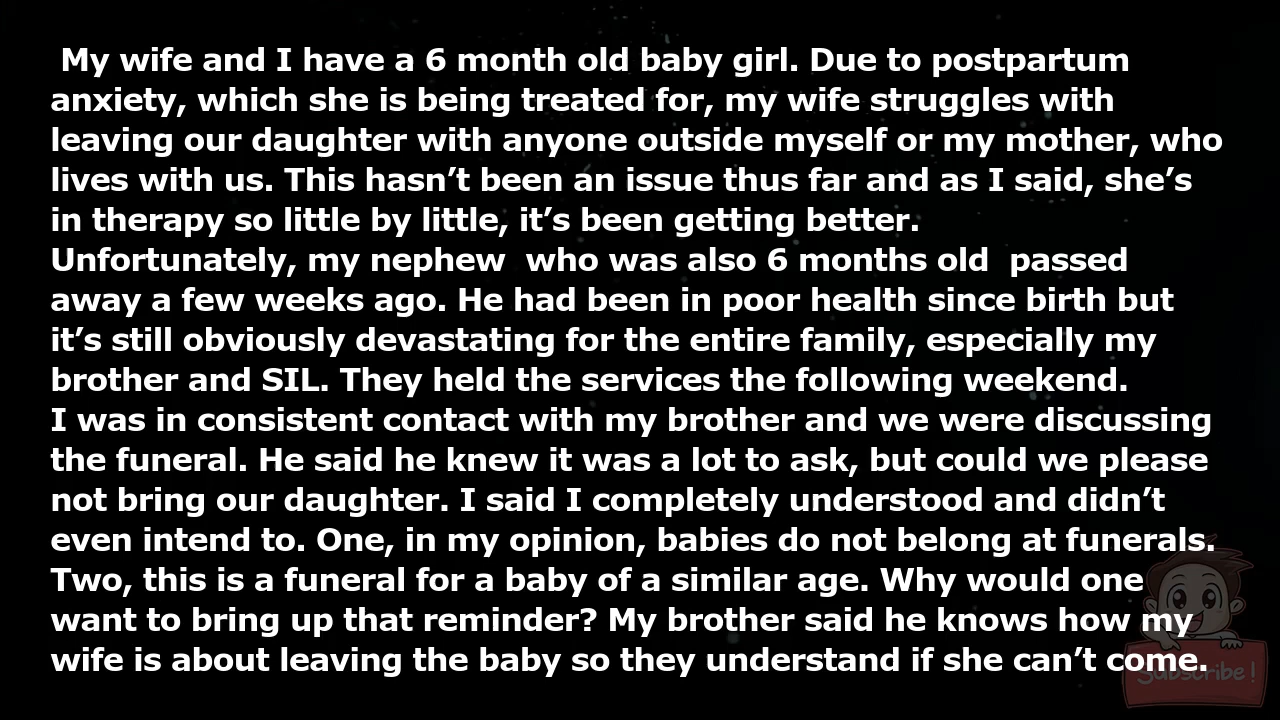 My wife and I have a 6 month old baby girl. Due to postpartum
anxiety, which she is being treated for, my wife struggles with
leaving our daughter with anyone outside myself or my mother, who
lives with us. This hasn’t been an issue thus far and as I said, she’s
in therapy so little by little, it’s been getting better.
Unfortunately, my nephew who was also 6 months old passed
away a few weeks ago. He had been in poor health since birth but
it’s still obviously devastating for the entire family, especially my
brother and SIL. They held the services the following weekend.
I was in consistent contact with my brother and we were discussing
the funeral. He said he knew it was a lot to ask, but could we please
not bring our daughter. I said I completely understood and didn’t
even intend to. One, in my opinion, babies do not belong at funerals.
Two, this is a funeral for a baby of a similar age. Why would one
want to bring up that reminder? My brother said he knows how my
wife is about leaving the baby so they understand if she can’t come.
Subscribe!